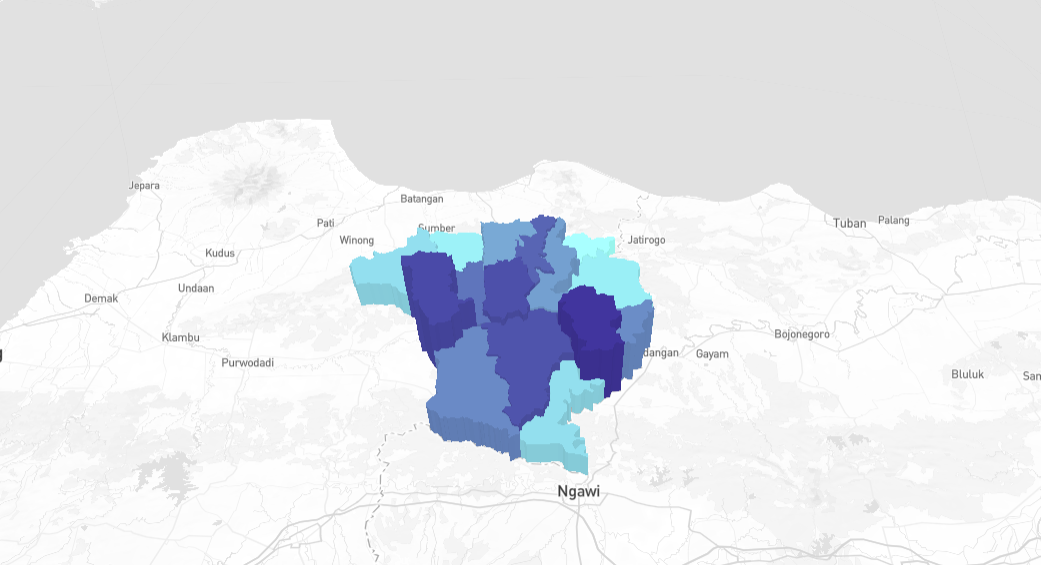 Jepara
Batangan
Pati
Tuban
Palang
Sumber
Winong
Jatirogo
Kudus
Undaan
Demak
Klambu
Bojonegoro
dangan
Gayam
Purwodadi
Bluluk
San
Ngawi